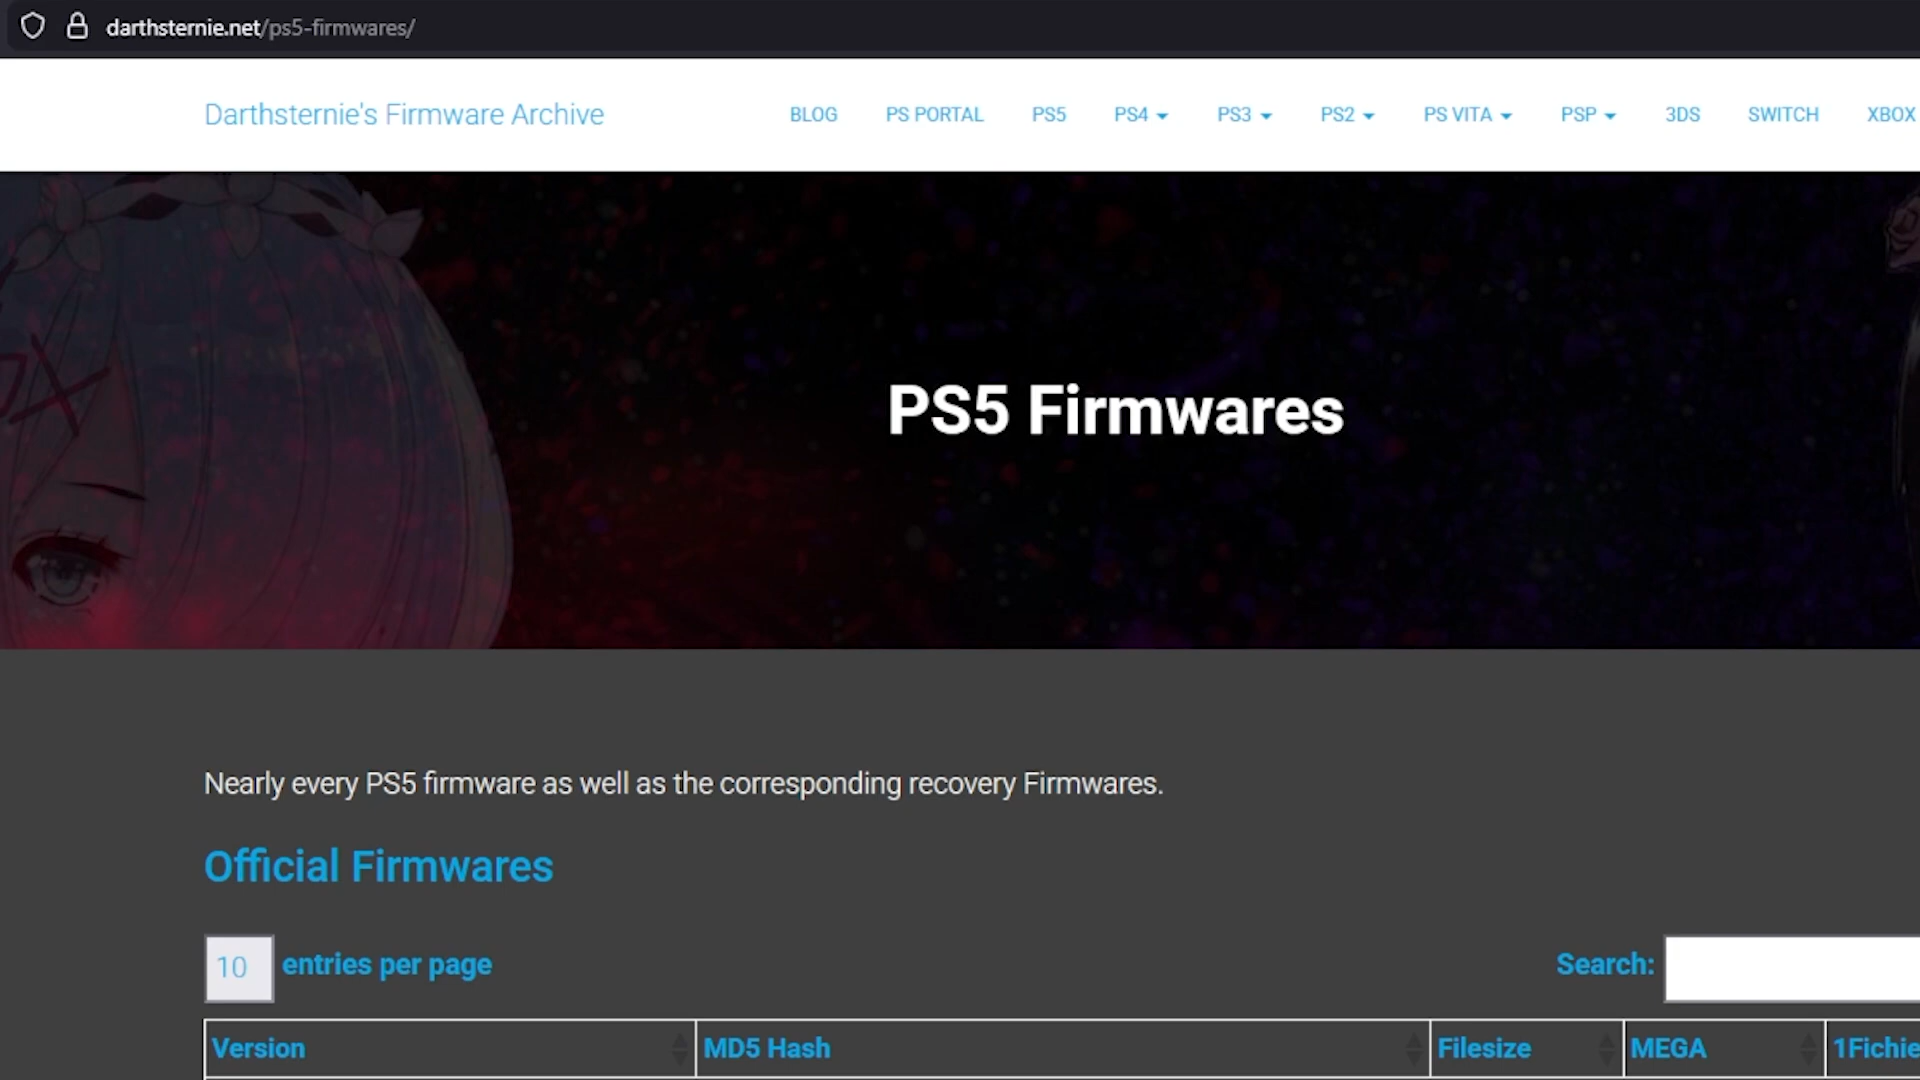 darthsternie.net/ps5-firmwares/
Darthsternie's Firmware Archive
BLOG PS PORTAL PS5 PS4 PS3 PS2 PS VITA PSP 3DS SWITCH XBOX
PS5 Firmwares
Nearly every PS5 firmware as well as the corresponding recovery Firmwares.
Official Firmwares
10 entries per page
Search:
Version MD5 Hash Filesize MEGA 1Fichie